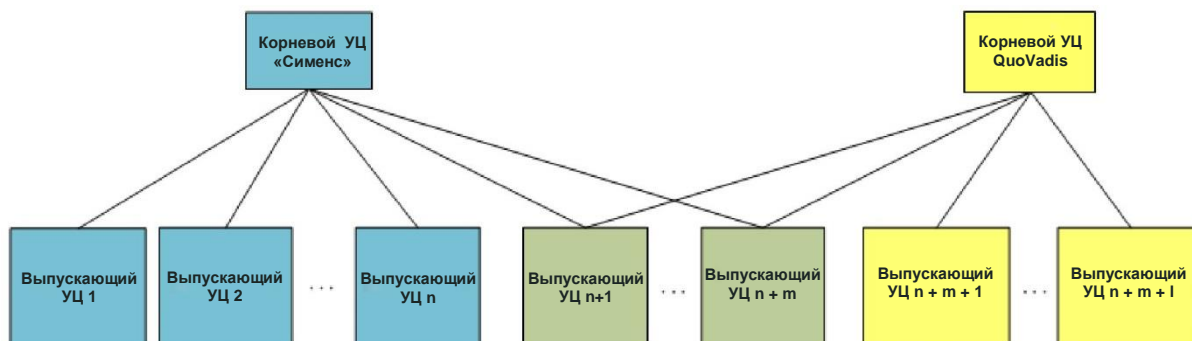 Корневой УЦ
«Сименс»
Корневой УЦ
QuoVadis
Выпускающий
УЦ 1
Выпускающий
УЦ 2
...
Выпускающий
УЦ n
Выпускающий
УЦ n+1
...
Выпускающий
УЦ n + m
Выпускающий
УЦ n + m + 1
...
Выпускающий
УЦ n + m + l